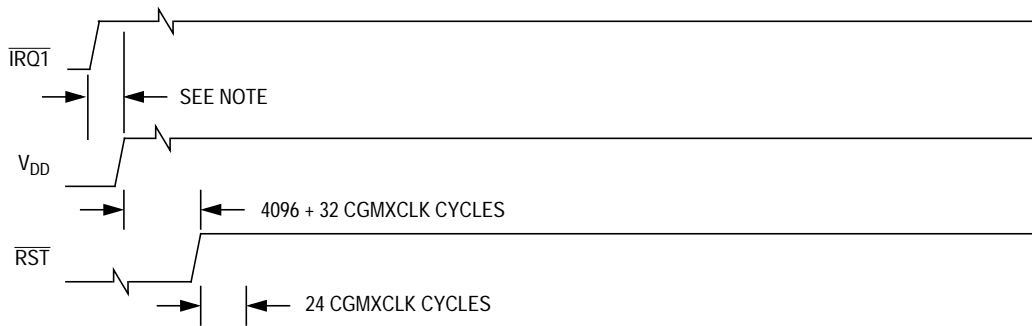 IRQ1
SEE NOTE
VDD
4096 + 32 CGMXCLK CYCLES
RST
24 CGMXCLK CYCLES